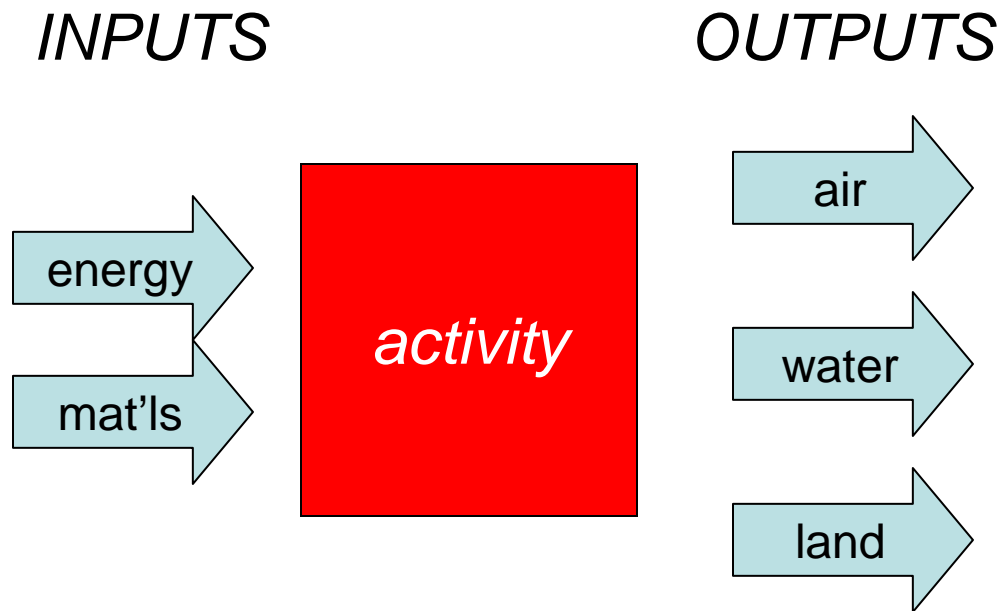 INPUTS
OUTPUTS
energy
mat’ls
activity
air
water
land